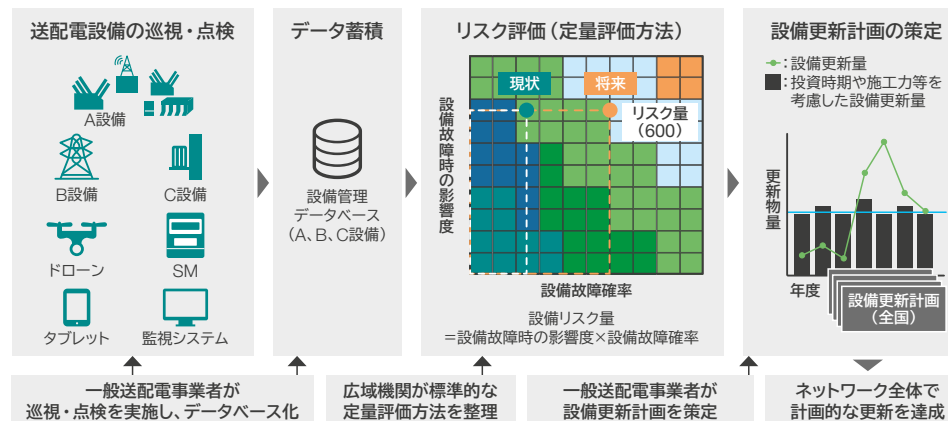 送配電設備の巡視・点検
A設備
B設備
C設備
ドローン
SM
タブレット
監視システム
データ蓄積
設備管理
データベース
(A、B、C設備)
リスク評価(定量評価方法)
現状
将来
リスク量
(600)
設備故障時の影響度
設備故障確率
設備リスク量
=設備故障時の影響度×設備故障確率
設備更新計画の策定
:設備更新量
:投資時期や施工力等を
考慮した設備更新量
更新物量
年度
設備更新計画
(全国)
一般送配電事業者が
巡視・点検を実施し、データベース化
広域機関が標準的な
定量評価方法を整理
一般送配電事業者が
設備更新計画を策定
ネットワーク全体で
計画的な更新を達成